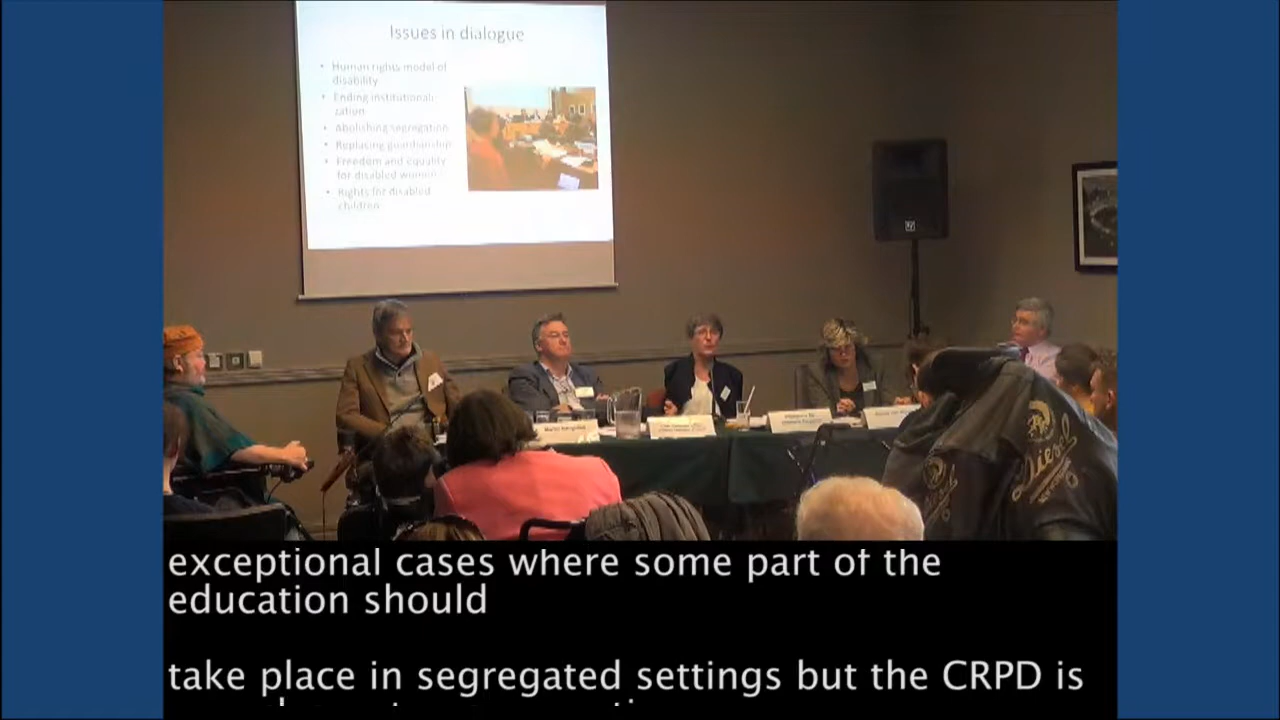 Issues in dialogue
• Human rights model of
disability
• Ending institutionali-
zation
• Abolishing segregation
• Replacing guardianship
• Freedom and equality
for disabled women
• Rights for disabled
children
Diesel
exceptional cases where some part of the
education should
take place in segregated settings but the CRPD is